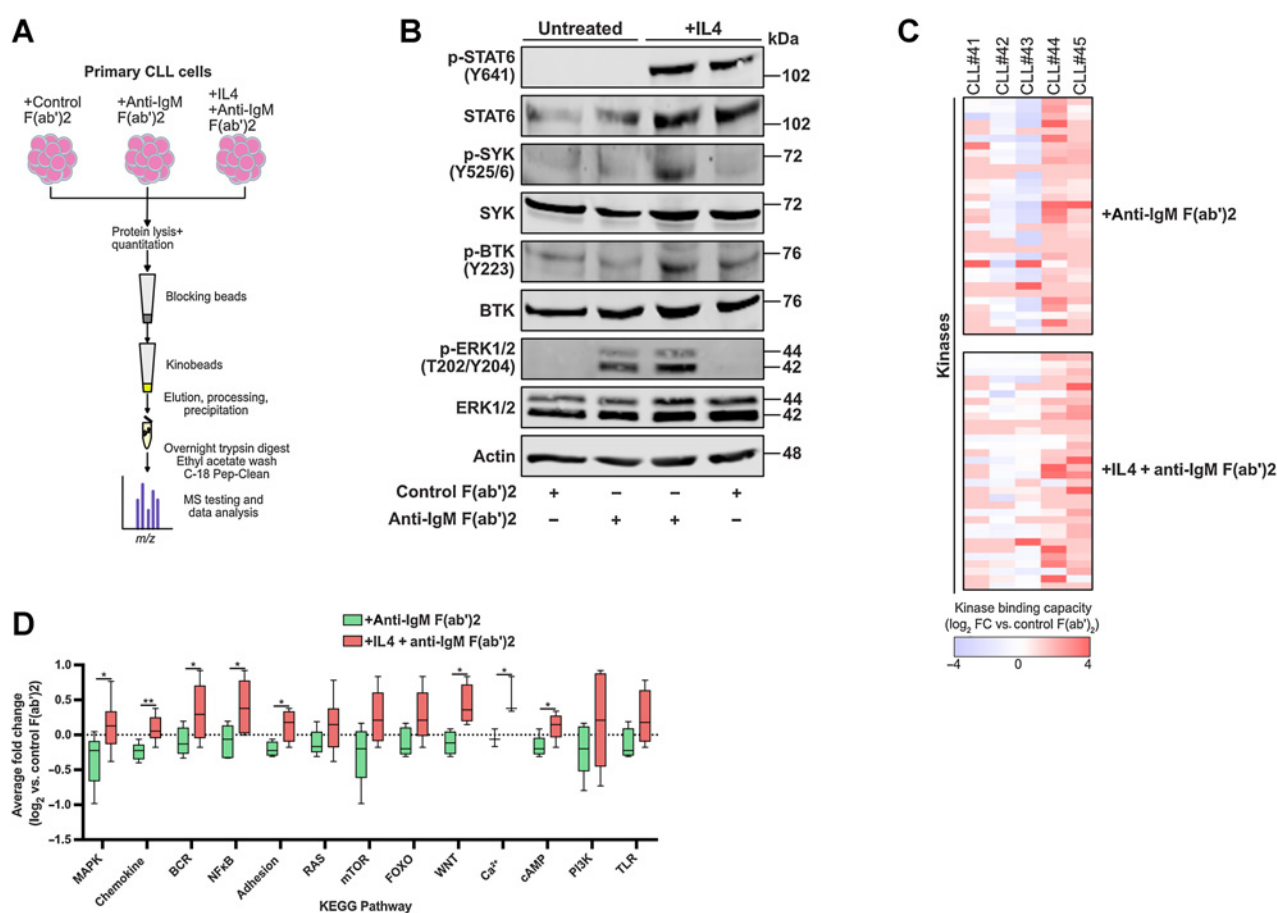 A
Primary CLL cells
+Control
F(ab')2
+Anti-IgM
F(ab')2
+IL4
+Anti-IgM
F(ab')2
Protein lysis+
quantitation
Blocking beads
Kinobeads
Elution, processing,
precipitation
Overnight trypsin digest
Ethyl acetate wash
C-18 Pep-Clean
MS testing and
data analysis
m/z
B
Untreated
+IL4
kDa
p-STAT6
(Y641)
102
STAT6
102
p-SYK
(Y525/6)
72
SYK
72
p-BTK
(Y223)
76
BTK
76
p-ERK1/2
(T202/Y204)
44
42
ERK1/2
44
42
Actin
48
Control F(ab')2 + – – +
Anti-IgM F(ab')2 – + + –
C
CLL#41
CLL#42
CLL#43
CLL#44
CLL#45
Kinases
+Anti-IgM F(ab')2
+IL4 + anti-IgM F(ab')2
Kinase binding capacity
(log₂ FC vs. control F(ab')₂)
−4 0 4
D
+Anti-IgM F(ab')2
+IL4 + anti-IgM F(ab')2
Average fold change
(log₂ vs. control F(ab')2)
1.0
0.5
0.0
−0.5
−1.0
−1.5
* ** * * * * * *
MAPK
Chemokine
BCR
NFκB
Adhesion
RAS
mTOR
FOXO
WNT
Ca²⁺
cAMP
PI3K
TLR
KEGG Pathway